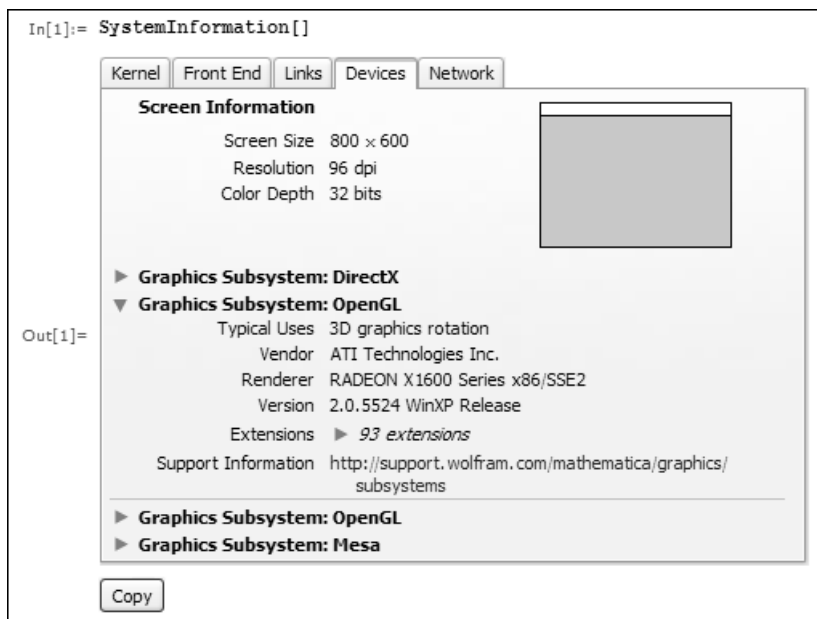 In[1]:= SystemInformation[]
Kernel Front End Links Devices Network
Screen Information
Screen Size 800 × 600
Resolution 96 dpi
Color Depth 32 bits
Graphics Subsystem: DirectX
Graphics Subsystem: OpenGL
Out[1]=
Typical Uses 3D graphics rotation
Vendor ATI Technologies Inc.
Renderer RADEON X1600 Series x86/SSE2
Version 2.0.5524 WinXP Release
Extensions 93 extensions
Support Information http://support.wolfram.com/mathematica/graphics/
subsystems
Graphics Subsystem: OpenGL
Graphics Subsystem: Mesa
Copy